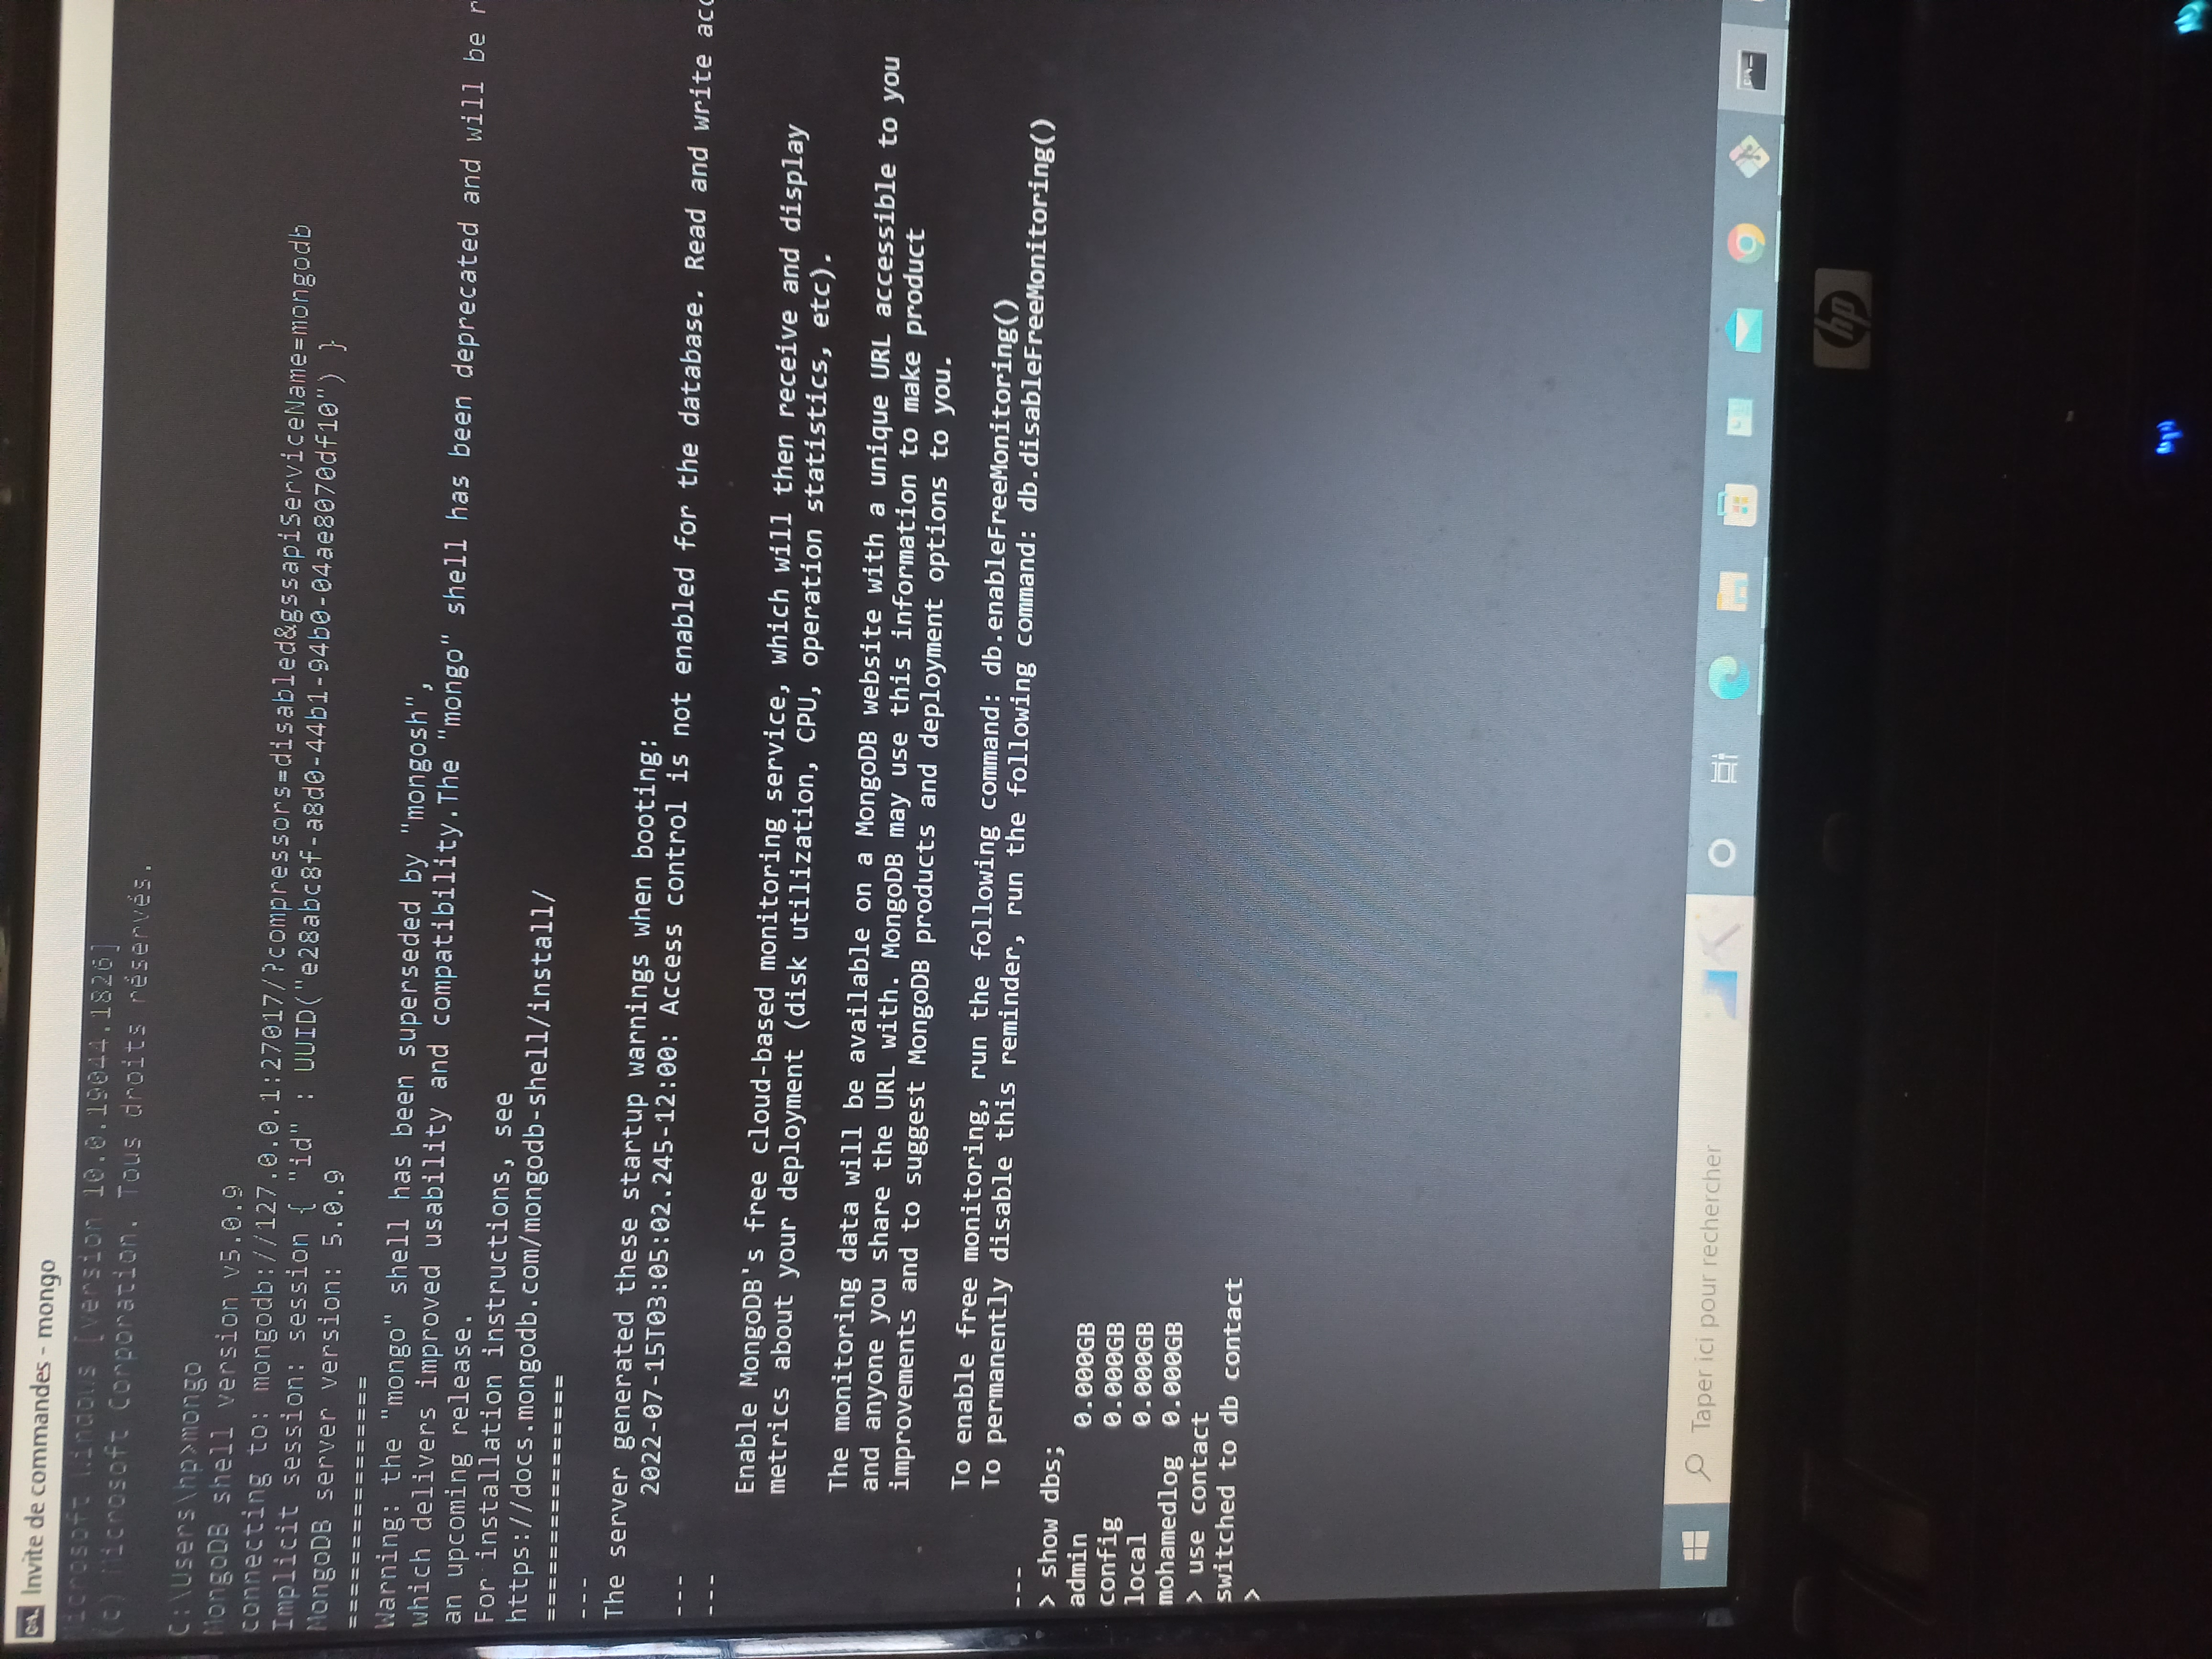 Invite de commandes - mongo
Microsoft Windows [version 10.0.19044.1826]
(c) Microsoft Corporation. Tous droits réservés.
C:\Users\hp>mongo
MongoDB shell version v5.0.9
connecting to: mongodb://127.0.0.1:27017/?compressors=disabled&gssapiServiceName=mongodb
Implicit session: session { "id" : UUID("e28abc8f-a8d0-44b1-94b0-04ae8070df10") }
MongoDB server version: 5.0.9
================
Warning: the "mongo" shell has been superseded by "mongosh",
which delivers improved usability and compatibility.The "mongo" shell has been deprecated and will be r
an upcoming release.
For installation instructions, see
https://docs.mongodb.com/mongodb-shell/install/
================
---
The server generated these startup warnings when booting:
2022-07-15T03:05:02.245-12:00: Access control is not enabled for the database. Read and write acc
---
---
Enable MongoDB's free cloud-based monitoring service, which will then receive and display
metrics about your deployment (disk utilization, CPU, operation statistics, etc).
The monitoring data will be available on a MongoDB website with a unique URL accessible to you
and anyone you share the URL with. MongoDB may use this information to make product
improvements and to suggest MongoDB products and deployment options to you.
To enable free monitoring, run the following command: db.enableFreeMonitoring()
To permanently disable this reminder, run the following command: db.disableFreeMonitoring()
---
> show dbs;
admin 0.000GB
config 0.000GB
local 0.000GB
mohamedlog 0.000GB
> use contact
switched to db contact
>
Taper ici pour rechercher
hp